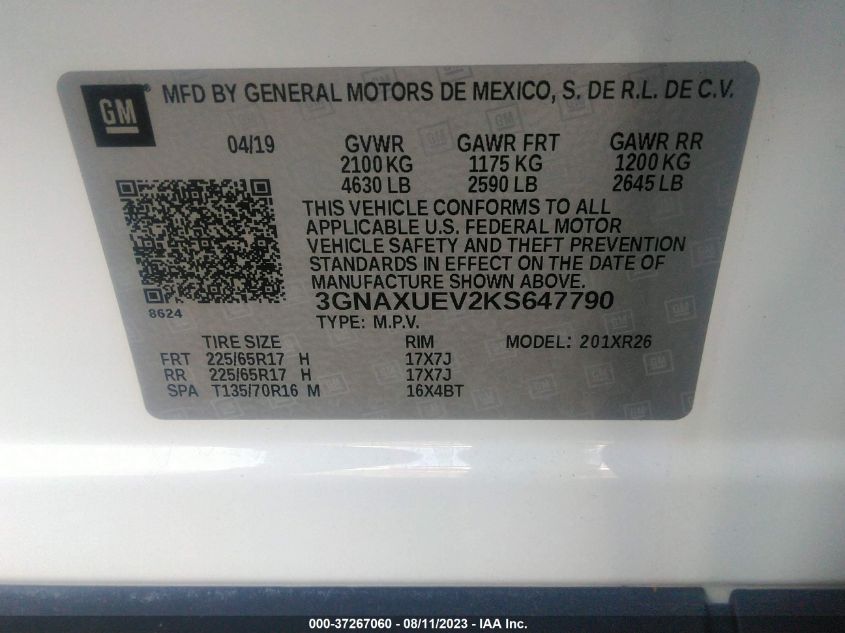 GM ® MFD BY GENERAL MOTORS DE MEXICO, S. DE R.L. DE C.V.
04/19 GVWR GAWR FRT GAWR RR
2100 KG 1175 KG 1200 KG
4630 LB 2590 LB 2645 LB
THIS VEHICLE CONFORMS TO ALL
APPLICABLE U.S. FEDERAL MOTOR
VEHICLE SAFETY AND THEFT PREVENTION
STANDARDS IN EFFECT ON THE DATE OF
MANUFACTURE SHOWN ABOVE.
3GNAXUEV2KS647790
8624 TYPE: M.P.V.
TIRE SIZE RIM MODEL: 201XR26
FRT 225/65R17 H 17X7J
RR 225/65R17 H 17X7J
SPA T135/70R16 M 16X4BT
000-37267060 - 08/11/2023 - IAA Inc.